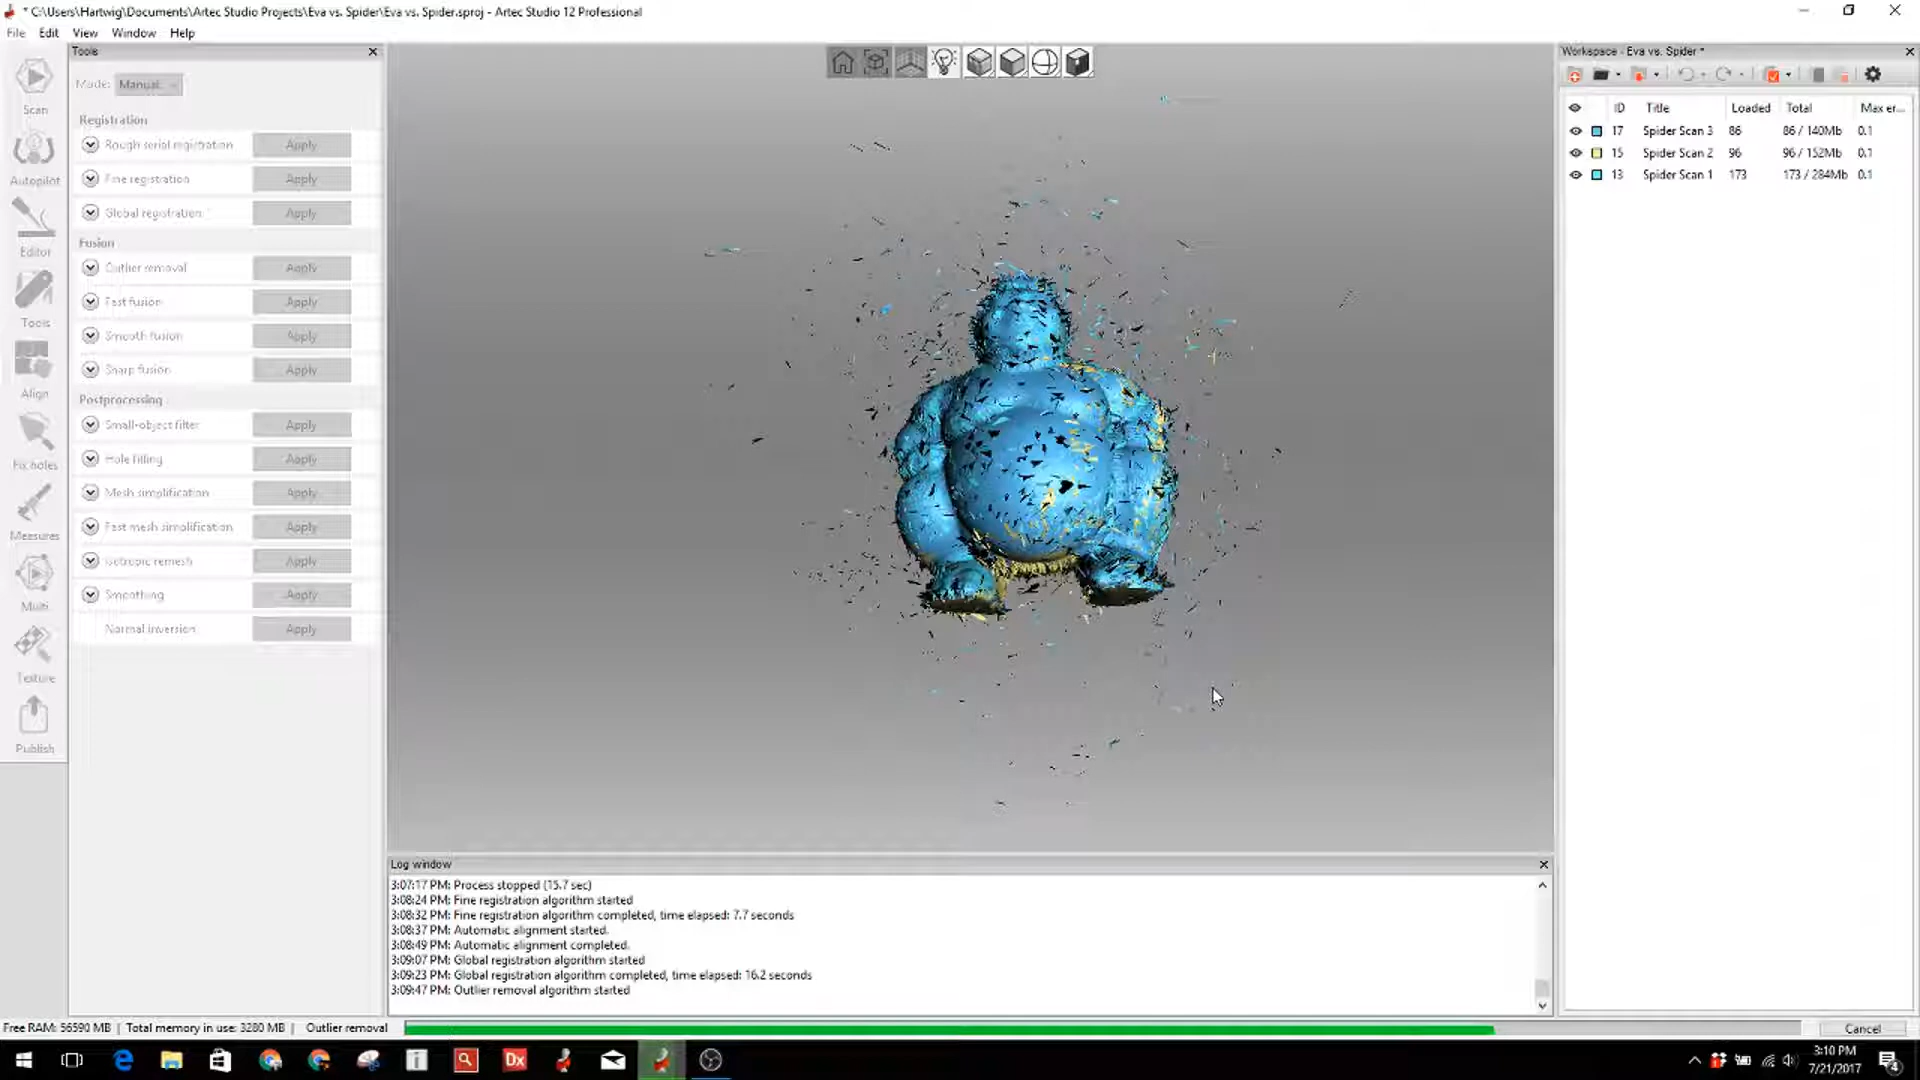 * C:\Users\Hartwig\Documents\Artec Studio Projects\Eva vs. Spider\Eva vs. Spider.sproj - Artec Studio 12 Professional
File Edit View Window Help
Tools
Mode: Manual
Registration
Rough serial registration Apply
Fine registration Apply
Global registration Apply
Fusion
Outlier removal Apply
Fast fusion Apply
Smooth fusion Apply
Sharp fusion Apply
Postprocessing
Small-object filter Apply
Hole filling Apply
Mesh simplification Apply
Fast mesh simplification Apply
Isotropic remesh Apply
Smoothing Apply
Normal inversion Apply
Scan
Autopilot
Editor
Tools
Align
Fix holes
Measures
Multi
Texture
Publish
Workspace - Eva vs. Spider *
ID Title Loaded Total Max er...
17 Spider Scan 3 86 86 / 140Mb 0.1
15 Spider Scan 2 96 96 / 152Mb 0.1
13 Spider Scan 1 173 173 / 284Mb 0.1
Log window
3:07:17 PM: Process stopped (15.7 sec)
3:08:24 PM: Fine registration algorithm started
3:08:32 PM: Fine registration algorithm completed, time elapsed: 7.7 seconds
3:08:37 PM: Automatic alignment started.
3:08:49 PM: Automatic alignment completed.
3:09:07 PM: Global registration algorithm started
3:09:23 PM: Global registration algorithm completed, time elapsed: 16.2 seconds
3:09:47 PM: Outlier removal algorithm started
Free RAM: 56590 MB | Total memory in use: 3280 MB | Outlier removal Cancel
Dx
3:10 PM
7/21/2017
4